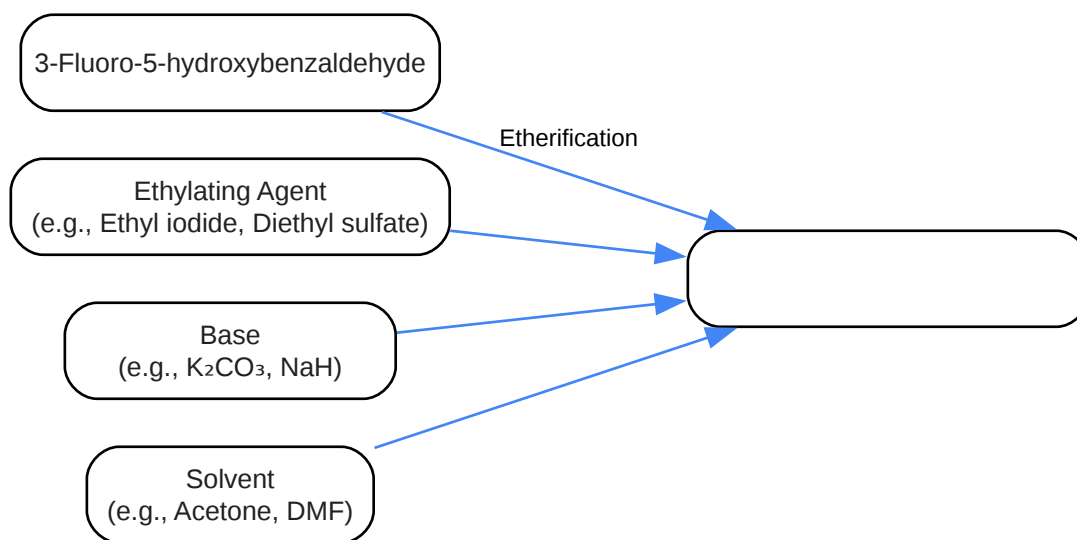 3-Fluoro-5-hydroxybenzaldehyde
Etherification
Ethylating Agent
(e.g., Ethyl iodide, Diethyl sulfate)
Base
(e.g., K₂CO₃, NaH)
Solvent
(e.g., Acetone, DMF)